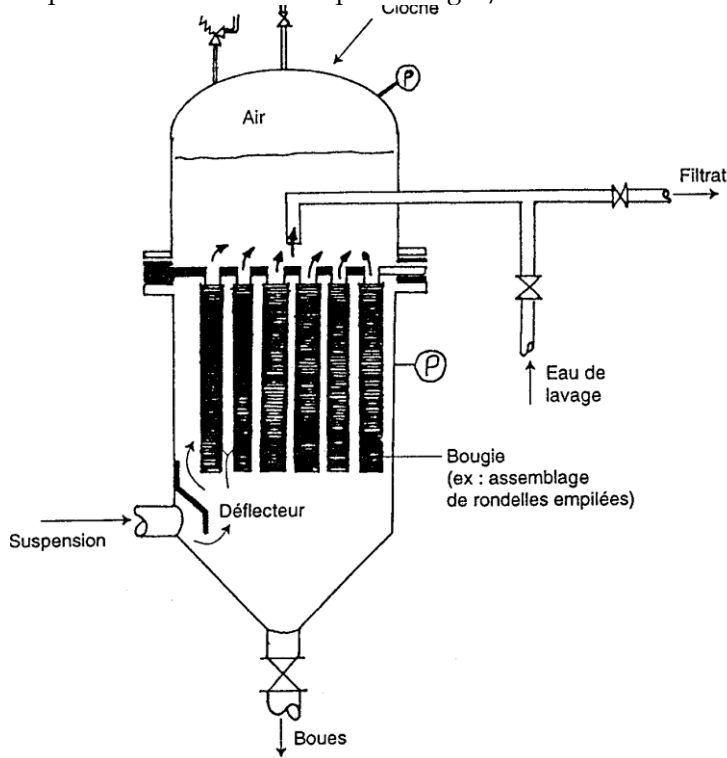 Cloche
P
Air
Filtrat
P
Eau de
lavage
Bougie
(ex : assemblage
de rondelles empilées)
Déflecteur
Suspension
Boues